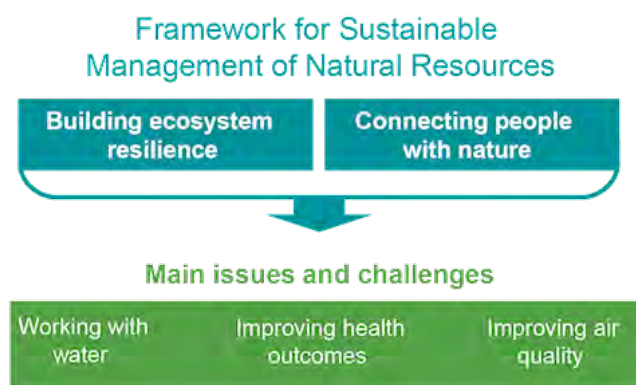 Framework for Sustainable
Management of Natural Resources
Building ecosystem
resilience
Connecting people
with nature
Main issues and challenges
Working with
water
Improving health
outcomes
Improving air
quality